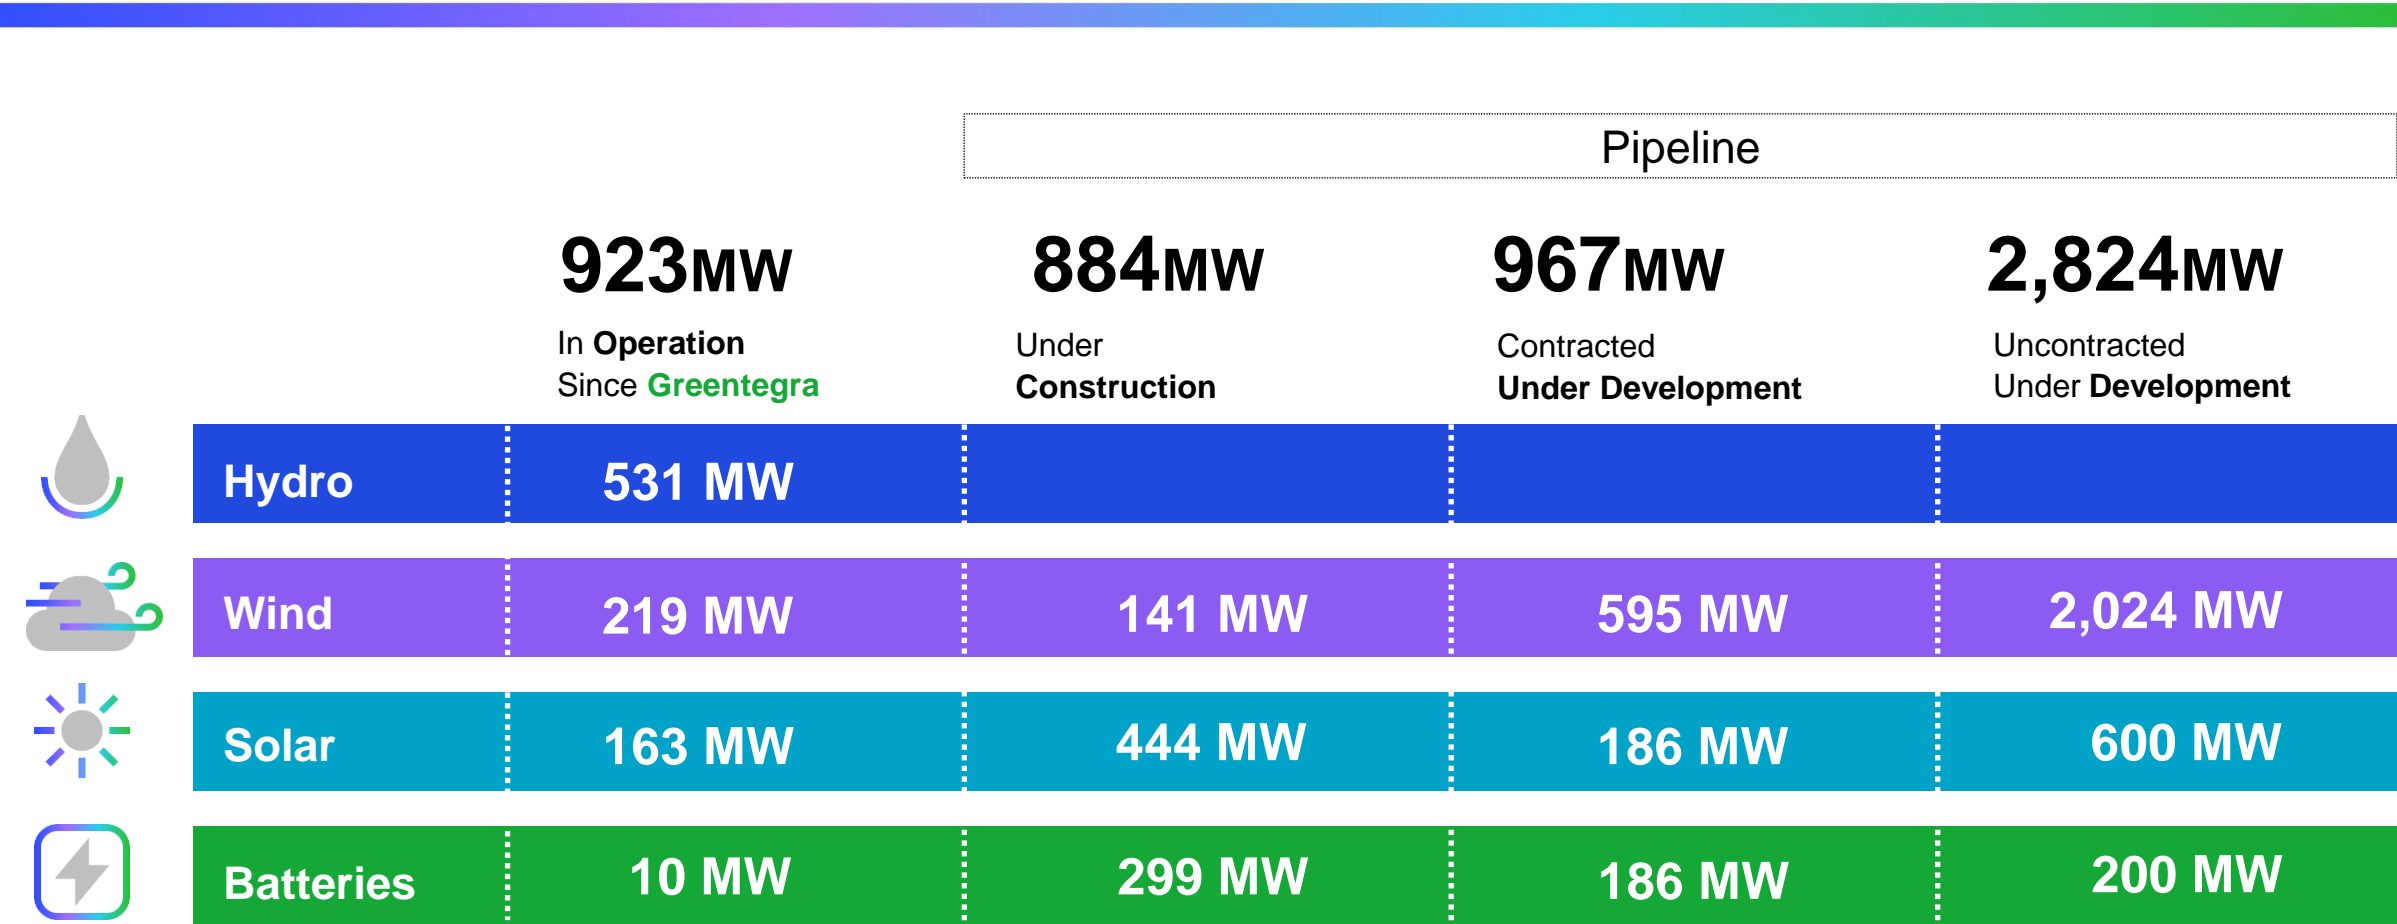 Pipeline
923MW 884MW 967MW 2,824MW
In Operation
Since Greentegra
Under
Construction
Contracted
Under Development
Uncontracted
Under Development
Hydro 531 MW
Wind 219 MW 141 MW 595 MW 2,024 MW
Solar 163 MW 444 MW 186 MW 600 MW
Batteries 10 MW 299 MW 186 MW 200 MW